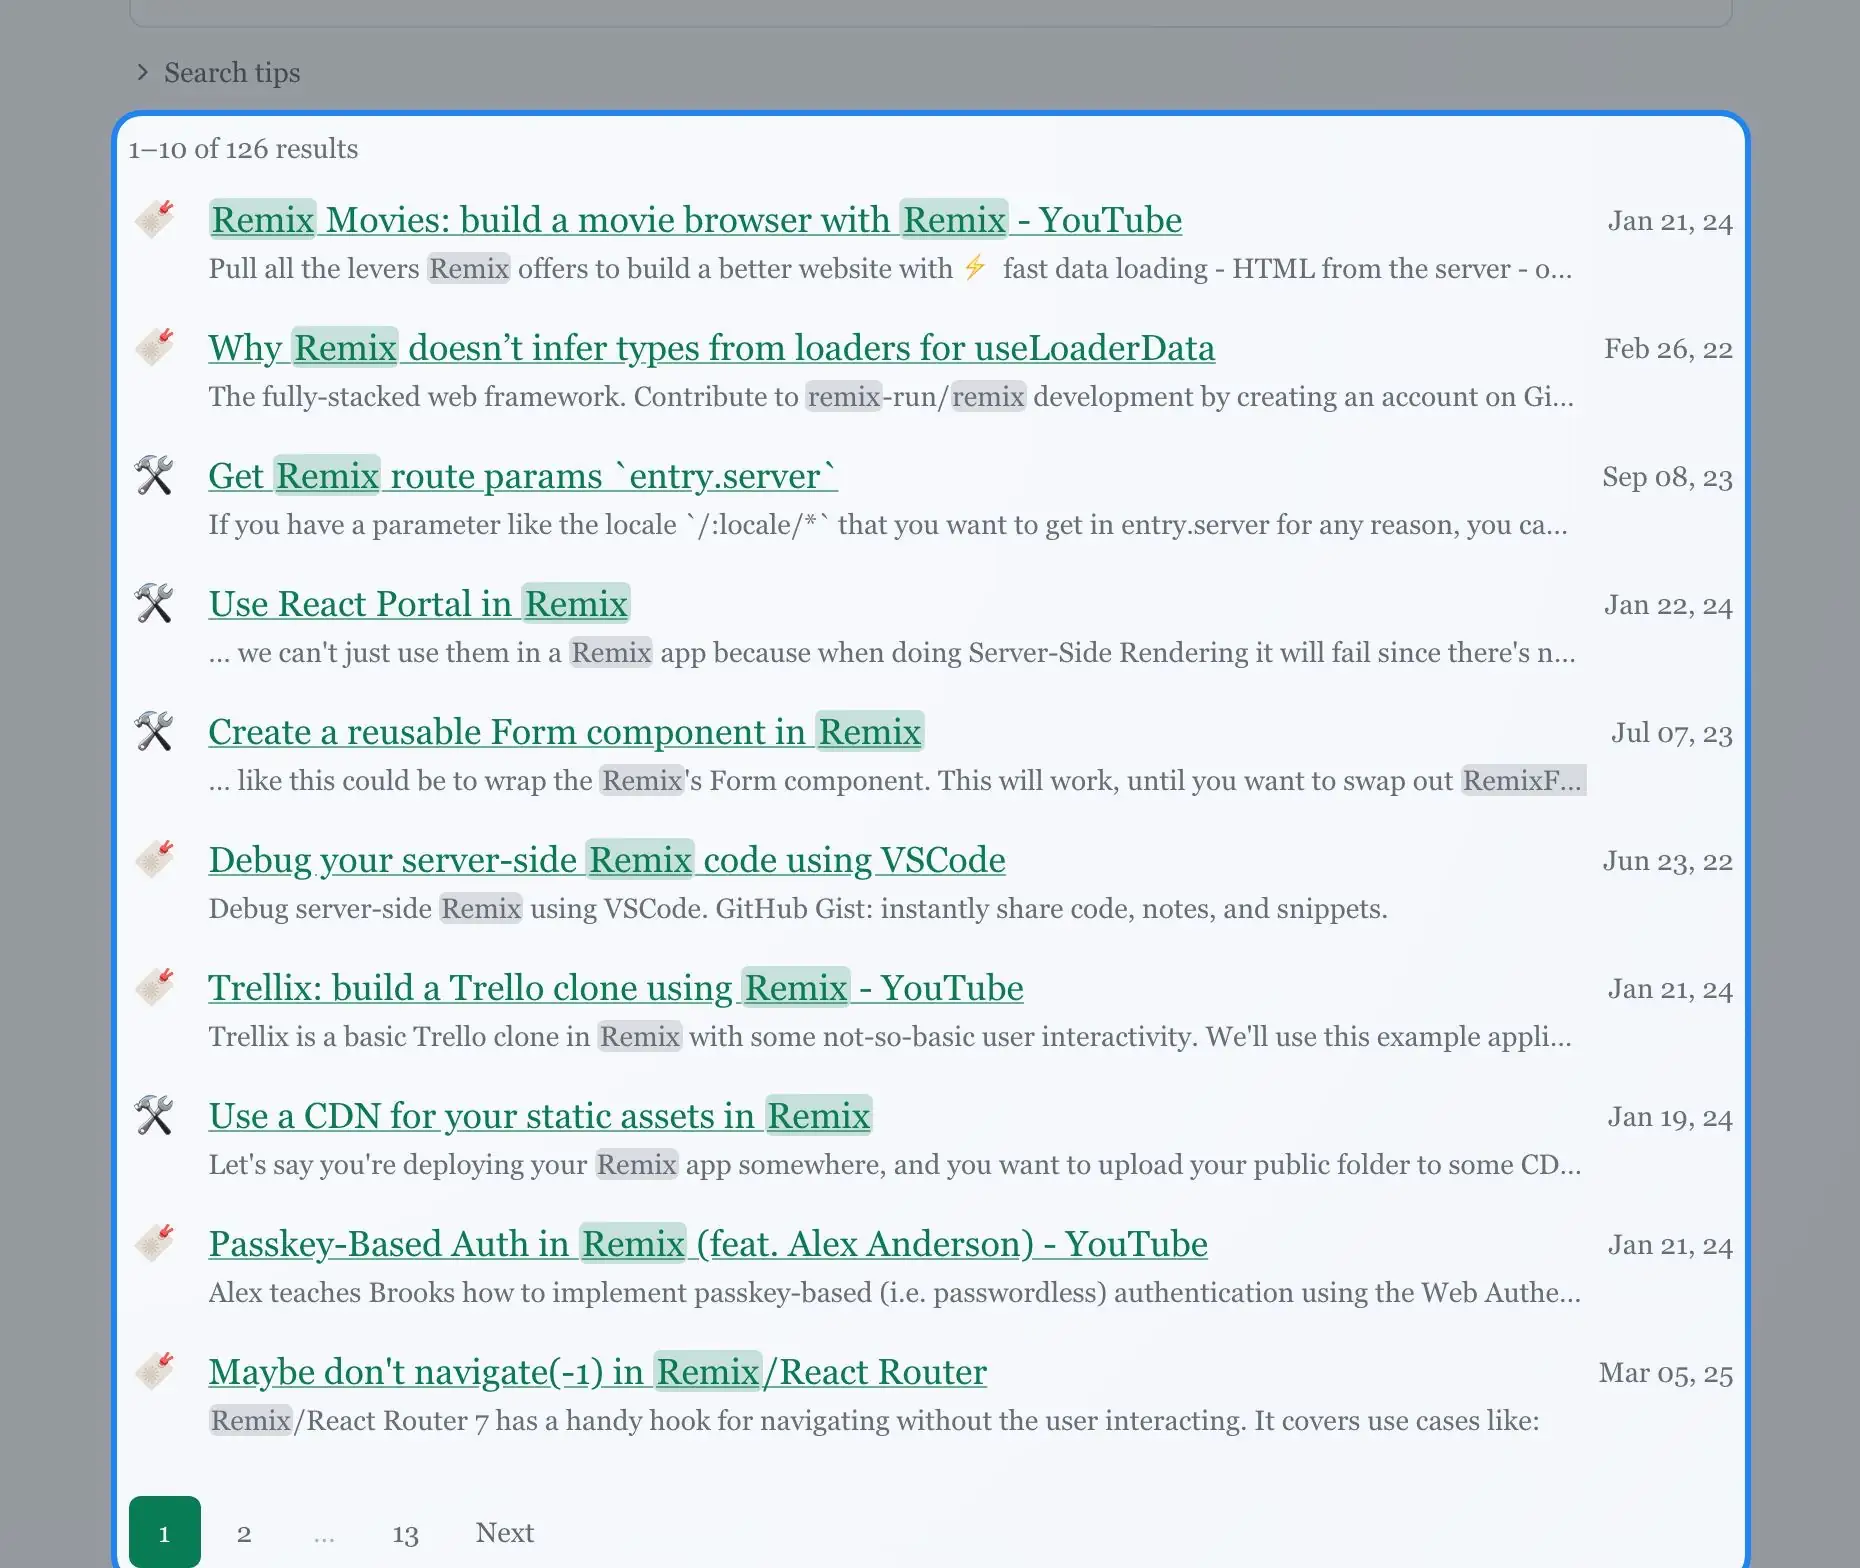 Search tips
1–10 of 126 results
Remix Movies: build a movie browser with Remix - YouTube
Jan 21, 24
Pull all the levers Remix offers to build a better website with ⚡ fast data loading - HTML from the server - o...
Why Remix doesn’t infer types from loaders for useLoaderData
Feb 26, 22
The fully-stacked web framework. Contribute to remix-run/remix development by creating an account on Gi...
Get Remix route params `entry.server`
Sep 08, 23
If you have a parameter like the locale `/:locale/*` that you want to get in entry.server for any reason, you ca...
Use React Portal in Remix
Jan 22, 24
... we can't just use them in a Remix app because when doing Server-Side Rendering it will fail since there's n...
Create a reusable Form component in Remix
Jul 07, 23
... like this could be to wrap the Remix's Form component. This will work, until you want to swap out RemixF...
Debug your server-side Remix code using VSCode
Jun 23, 22
Debug server-side Remix using VSCode. GitHub Gist: instantly share code, notes, and snippets.
Trellix: build a Trello clone using Remix - YouTube
Jan 21, 24
Trellix is a basic Trello clone in Remix with some not-so-basic user interactivity. We'll use this example appli...
Use a CDN for your static assets in Remix
Jan 19, 24
Let's say you're deploying your Remix app somewhere, and you want to upload your public folder to some CD...
Passkey-Based Auth in Remix (feat. Alex Anderson) - YouTube
Jan 21, 24
Alex teaches Brooks how to implement passkey-based (i.e. passwordless) authentication using the Web Authe...
Maybe don't navigate(-1) in Remix/React Router
Mar 05, 25
Remix/React Router 7 has a handy hook for navigating without the user interacting. It covers use cases like:
1 2 ... 13 Next